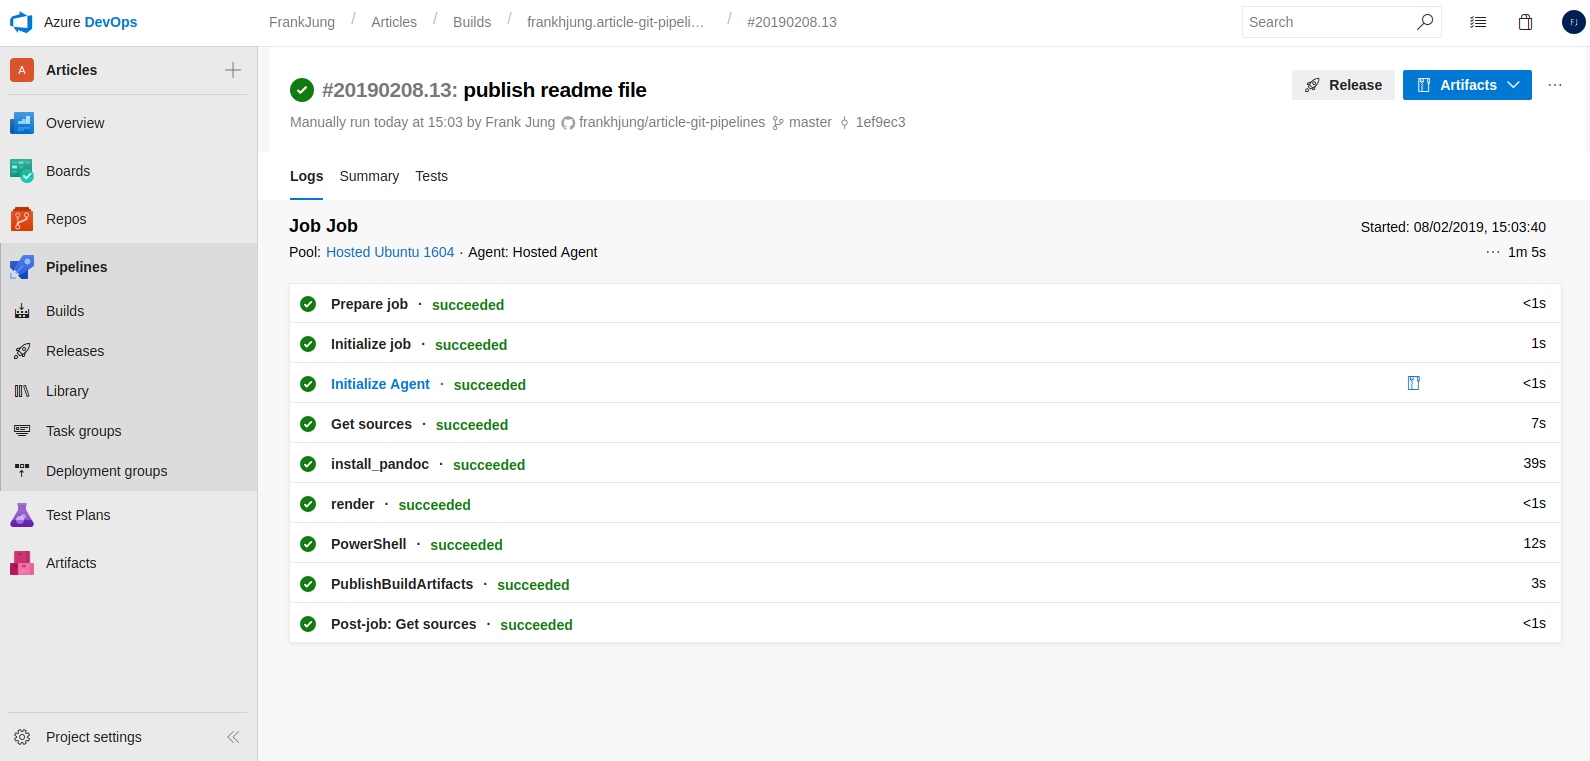 Azure DevOps
FrankJung / Articles / Builds / frankhjung.article-git-pipeli... / #20190208.13
Search
FJ
A Articles
Overview
Boards
Repos
Pipelines
Builds
Releases
Library
Task groups
Deployment groups
Test Plans
Artifacts
Project settings
#20190208.13: publish readme file
Release
Artifacts
Manually run today at 15:03 by Frank Jung frankhjung/article-git-pipelines master 1ef9ec3
Logs Summary Tests
Job Job
Started: 08/02/2019, 15:03:40
Pool: Hosted Ubuntu 1604 · Agent: Hosted Agent
... 1m 5s
Prepare job · succeeded <1s
Initialize job · succeeded 1s
Initialize Agent · succeeded <1s
Get sources · succeeded 7s
install_pandoc · succeeded 39s
render · succeeded <1s
PowerShell · succeeded 12s
PublishBuildArtifacts · succeeded 3s
Post-job: Get sources · succeeded <1s